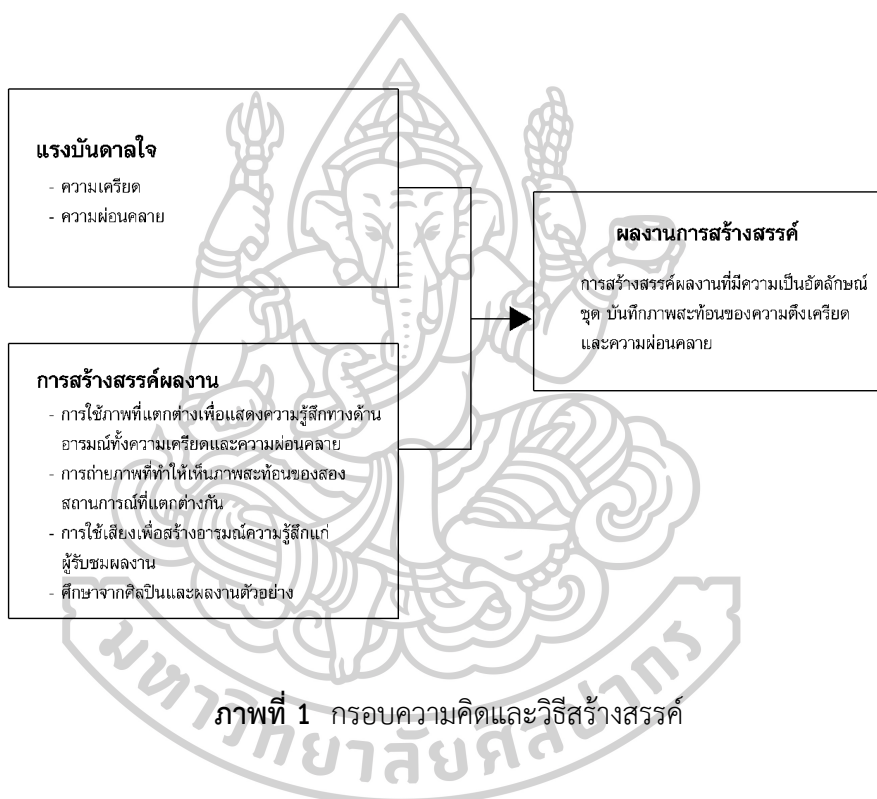 แรงบันดาลใจ
- ความเครียด
- ความผ่อนคลาย
การสร้างสรรค์ผลงาน
- การใช้ภาพที่แตกต่างเพื่อแสดงความรู้สึกทางด้าน
อารมณ์ทั้งความเครียดและความผ่อนคลาย
- การถ่ายภาพที่ทำให้เห็นภาพสะท้อนของสอง
สถานการณ์ที่แตกต่างกัน
- การใช้เสียงเพื่อสร้างอารมณ์ความรู้สึกแก่
ผู้รับชมผลงาน
- ศึกษาจากศิลปินและผลงานตัวอย่าง
ผลงานการสร้างสรรค์
การสร้างสรรค์ผลงานที่มีความเป็นอัตลักษณ์
ชุด บันทึกภาพสะท้อนของความตึงเครียด
และความผ่อนคลาย
ภาพที่ 1 กรอบความคิดและวิธีสร้างสรรค์
มหาวิทยาลัยศิลปากร